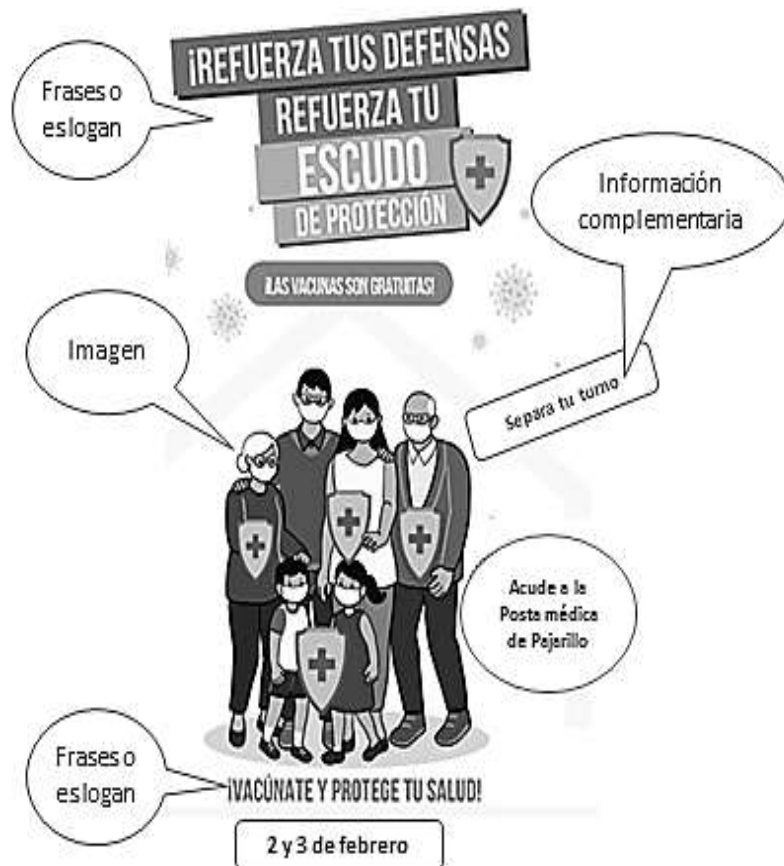 ¡REFUERZA TUS DEFENSAS
REFUERZA TU
ESCUDO
DE PROTECCIÓN
Frases o
eslogan
Información
complementaria
¡LAS VACUNAS SON GRATUITAS!
Imagen
Separa tu turno
Acude a la
Posta médica
de Pajarillo
Frases o
eslogan
¡VACÚNATE Y PROTEGE TU SALUD!
2 y 3 de febrero